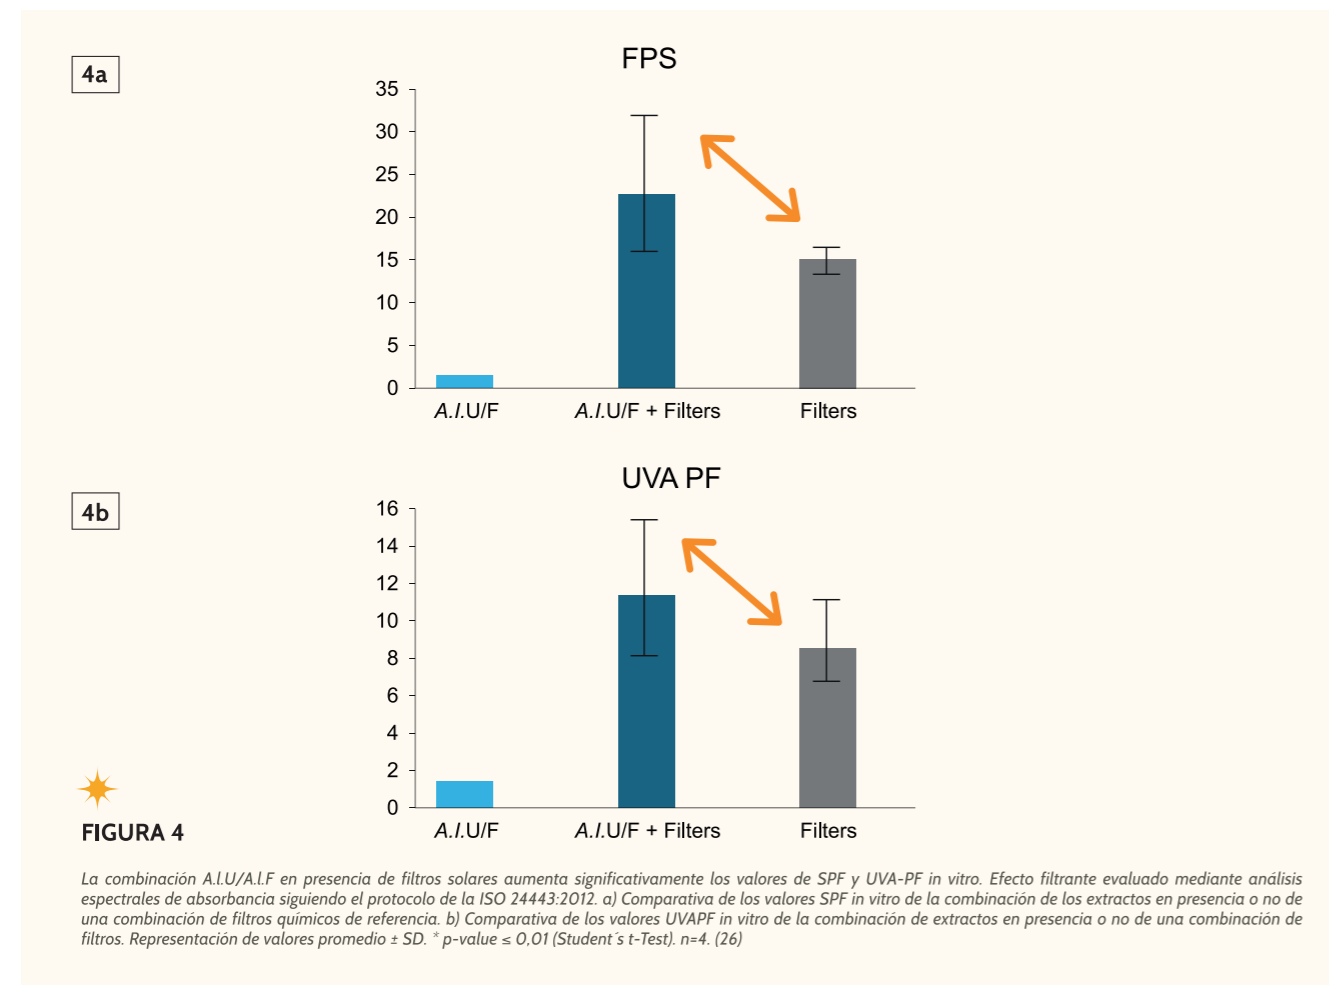 4a
FPS
35
30
25
20
15
10
5
0
A.I.U/F
A.I.U/F + Filters
Filters
4b
UVA PF
16
14
12
10
8
6
4
2
0
A.I.U/F
A.I.U/F + Filters
Filters
FIGURA 4
La combinación A.l.U/A.l.F en presencia de filtros solares aumenta significativamente los valores de SPF y UVA-PF in vitro. Efecto filtrante evaluado mediante análisis
espectrales de absorbancia siguiendo el protocolo de la ISO 24443:2012. a) Comparativa de los valores SPF in vitro de la combinación de los extractos en presencia o no de
una combinación de filtros químicos de referencia. b) Comparativa de los valores UVAPF in vitro de la combinación de extractos en presencia o no de una combinación de
filtros. Representación de valores promedio ± SD. * p-value ≤ 0,01 (Student´s t-Test). n=4. (26)